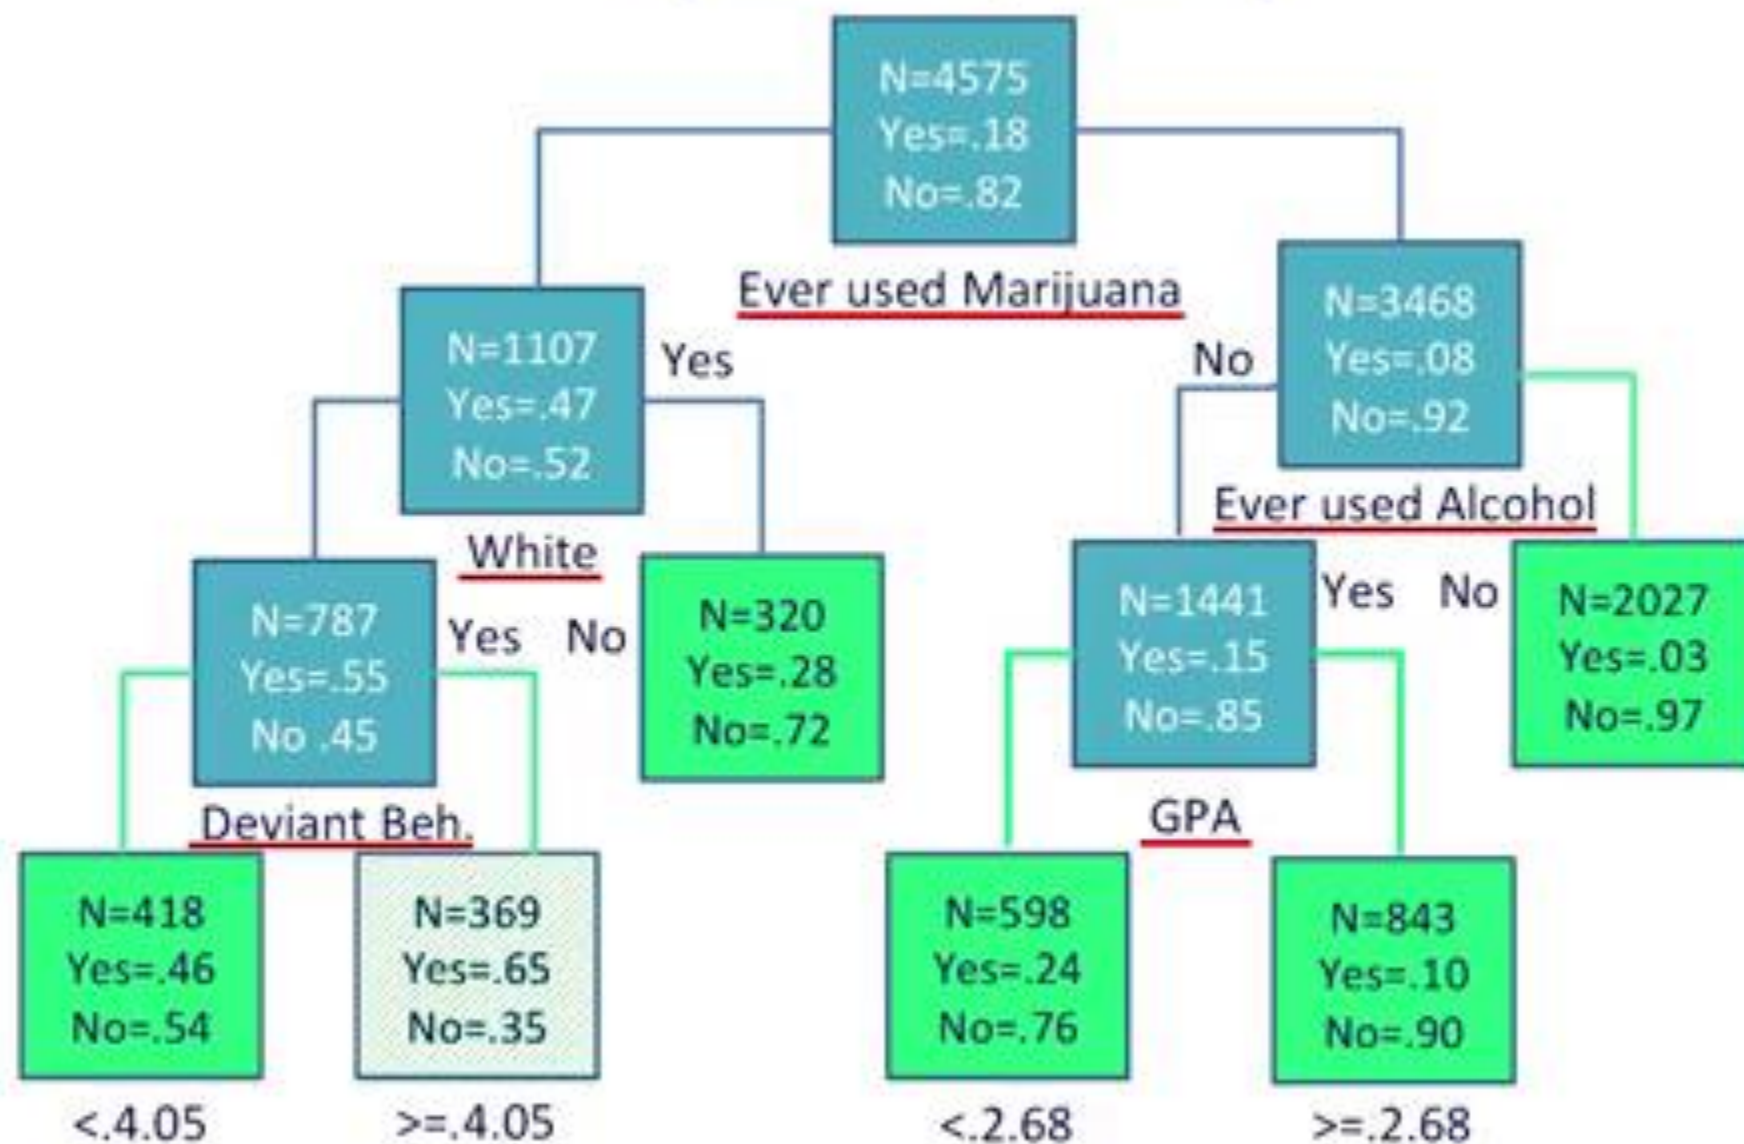 N=4575
Yes=.18
No=.82
Ever used Marijuana
N=1107
Yes=.47
No=.52
Yes
No
N=3468
Yes=.08
No=.92
White
Ever used Alcohol
N=787
Yes=.55
No .45
Yes No
N=320
Yes=.28
No=.72
N=1441
Yes=.15
No=.85
Yes No
N=2027
Yes=.03
No=.97
Deviant Beh.
GPA
N=418
Yes=.46
No=.54
N=369
Yes=.65
No=.35
N=598
Yes=.24
No=.76
N=843
Yes=.10
No=.90
<.4.05
>=.4.05
<.2.68
>=.2.68